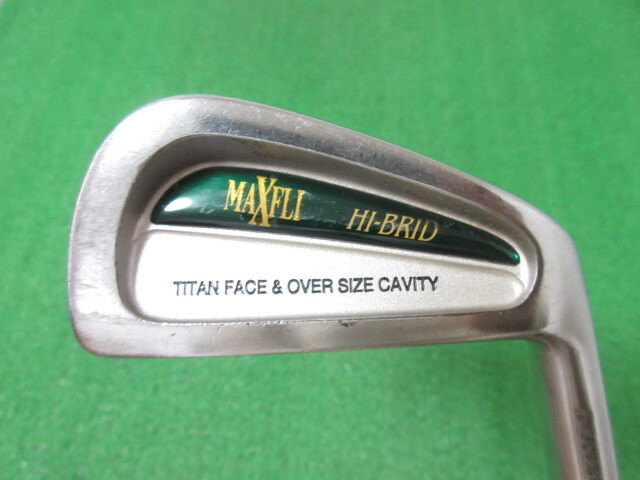 MAXFLI HI-BRID
TITAN FACE & OVER SIZE CAVITY